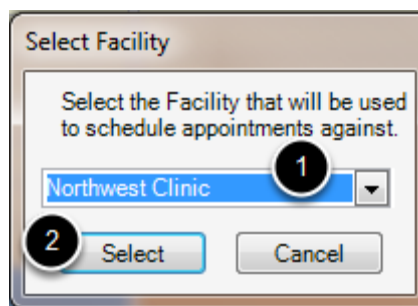 Select Facility
Select the Facility that will be used
to schedule appointments against.
1
Northwest Clinic
2
Select Cancel